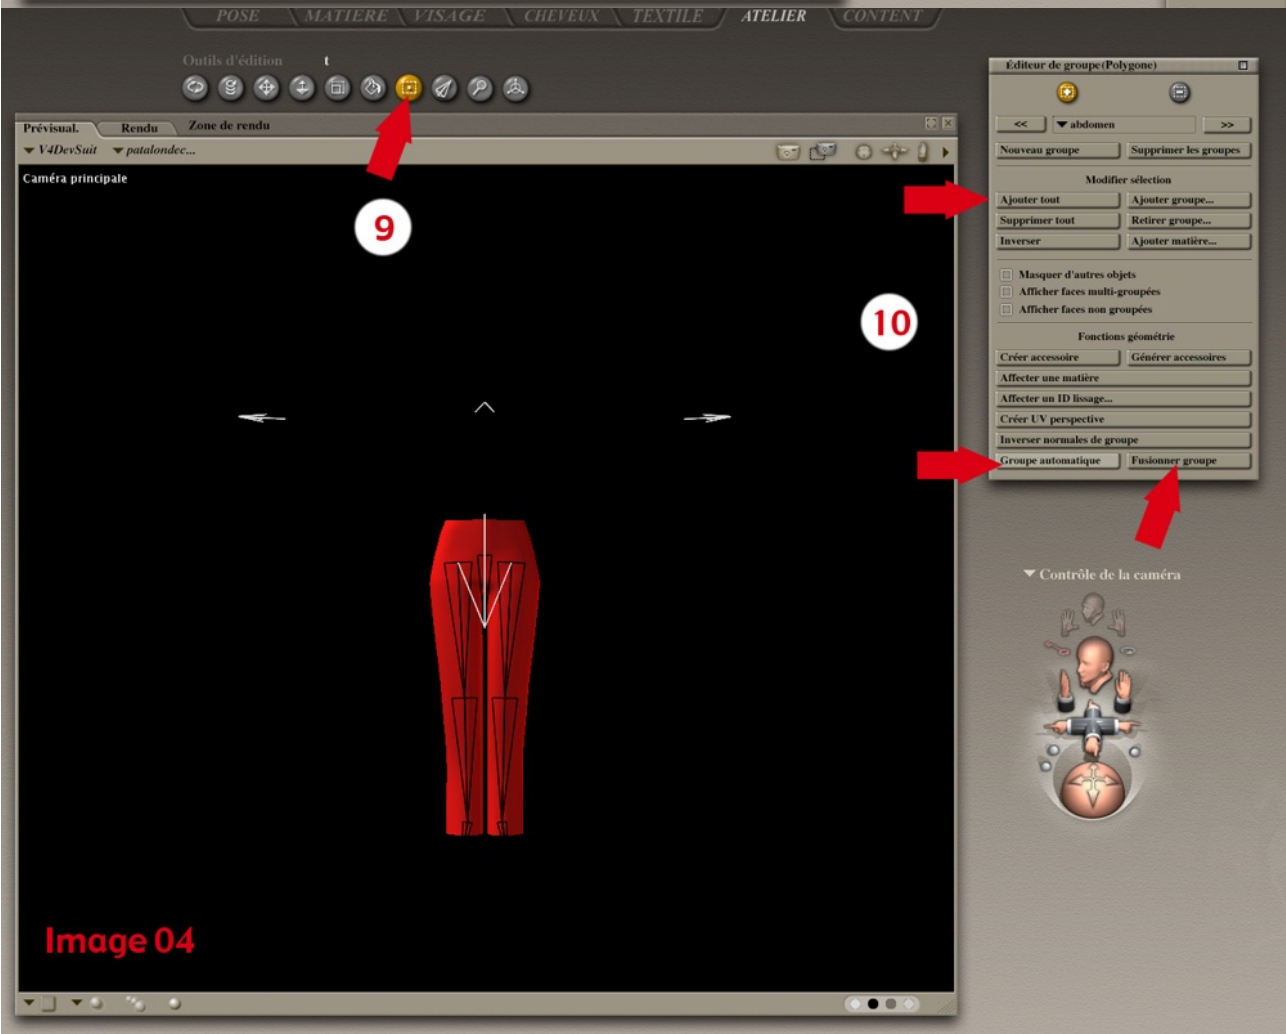 POSE MATIERE VISAGE CHEVEUX TEXTILE ATELIER CONTENT
Outils d'édition t
Éditeur de groupe(Polygone)
Prévisual. Rendu Zone de rendu
<< abdomen >>
V4DevSuit patalondec...
Nouveau groupe Supprimer les groupes
Caméra principale
Modifier sélection
Ajouter tout Ajouter groupe...
Supprimer tout Retirer groupe...
9
Inverser Ajouter matière...
Masquer d'autres objets
Afficher faces multi-groupées
Afficher faces non groupées
10
Fonctions géométrie
Créer accessoire Générer accessoires
Affecter une matière
Affecter un ID lissage...
Créer UV perspective
Inverser normales de groupe
Groupe automatique Fusionner groupe
Contrôle de la caméra
Image 04